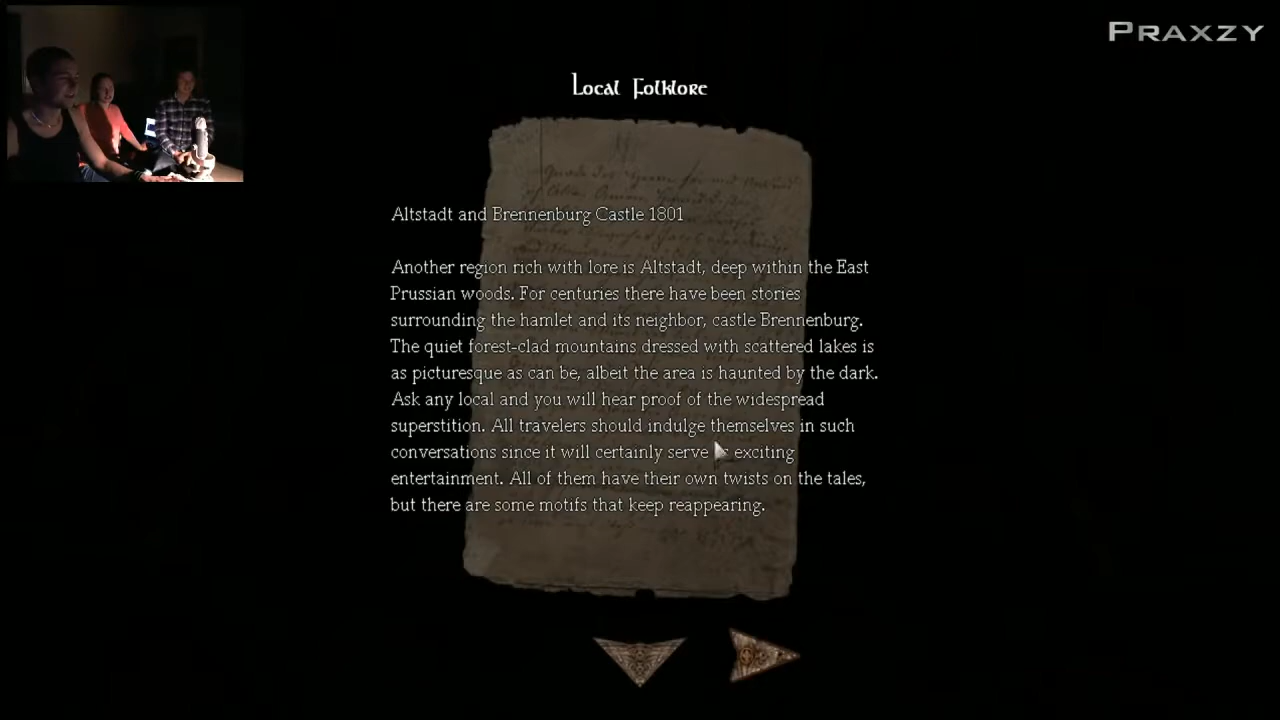 PRAXZY
Local Folklore
Altstadt and Brennenburg Castle 1801
Another region rich with lore is Altstadt, deep within the East
Prussian woods. For centuries there have been stories
surrounding the hamlet and its neighbor, castle Brennenburg.
The quiet forest-clad mountains dressed with scattered lakes is
as picturesque as can be, albeit the area is haunted by the dark.
Ask any local and you will hear proof of the widespread
superstition. All travelers should indulge themselves in such
conversations since it will certainly serve exciting
entertainment. All of them have their own twists on the tales,
but there are some motifs that keep reappearing.